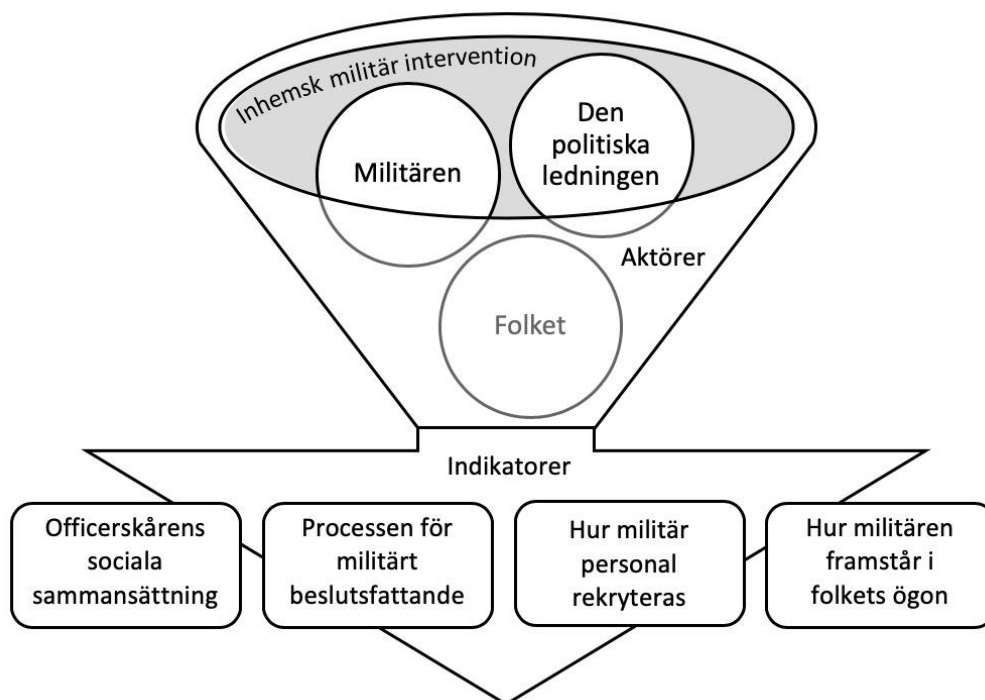 Inhemsk militär intervention
Militären
Den
politiska
ledningen
Aktörer
Folket
Indikatorer
Officerskårens
sociala
sammansättning
Processen för
militärt
beslutsfattande
Hur militär
personal
rekryteras
Hur militären
framstår i
folkets ögon